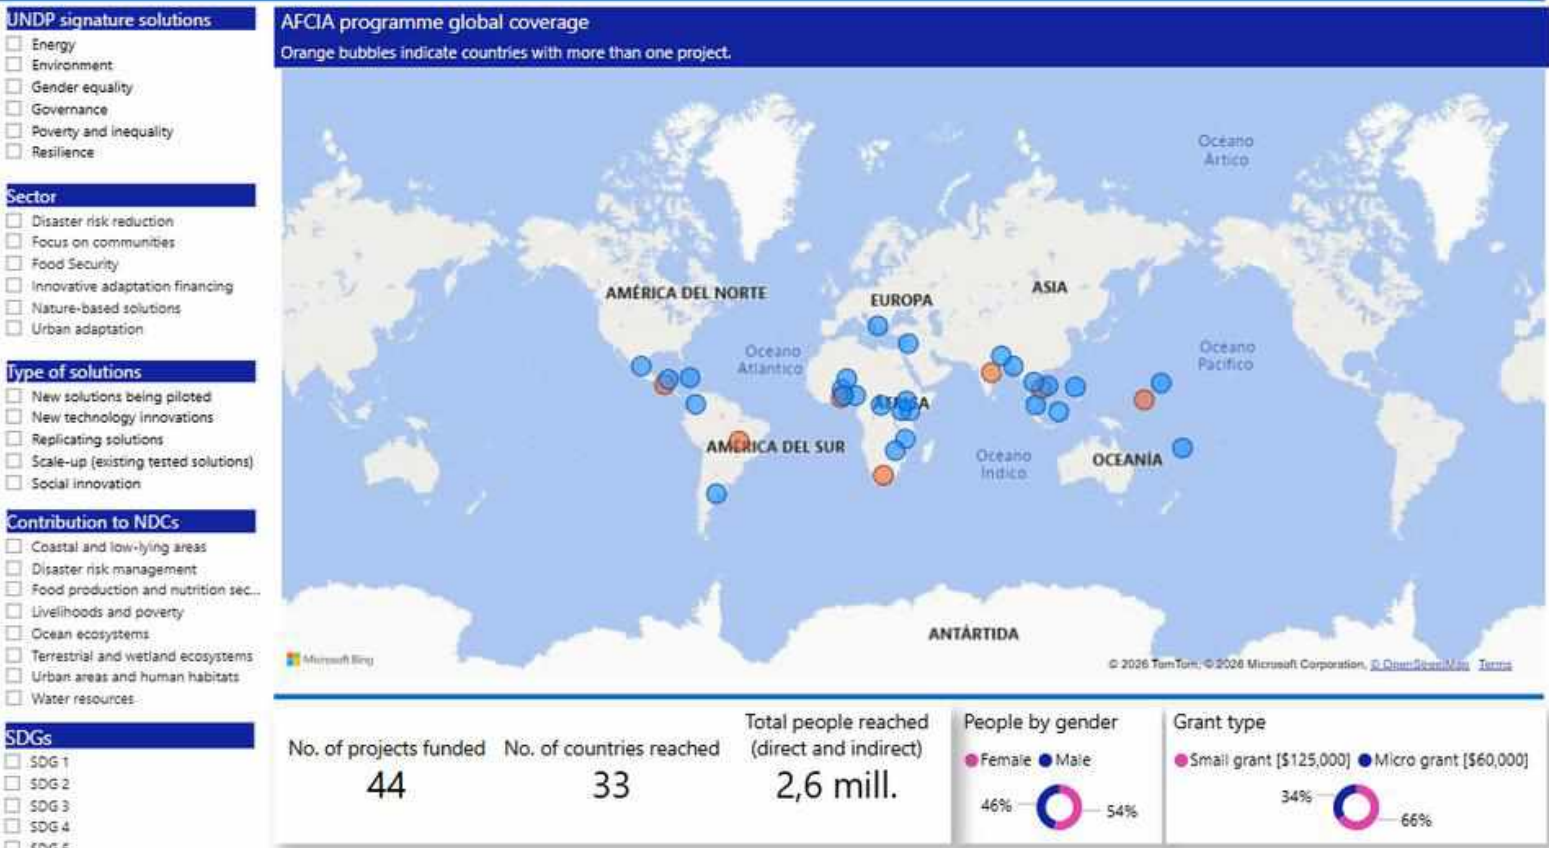 UNDP signature solutions
Energy
Environment
Gender equality
Governance
Poverty and inequality
Resilience
Sector
Disaster risk reduction
Focus on communities
Food Security
Innovative adaptation financing
Nature-based solutions
Urban adaptation
Type of solutions
New solutions being piloted
New technology innovations
Replicating solutions
Scale-up (existing tested solutions)
Social innovation
Contribution to NDCs
Coastal and low-lying areas
Disaster risk management
Food production and nutrition sec...
Livelihoods and poverty
Ocean ecosystems
Terrestrial and wetland ecosystems
Urban areas and human habitats
Water resources
SDGs
SDG 1
SDG 2
SDG 3
SDG 4
AFCIA programme global coverage
Orange bubbles indicate countries with more than one project.
Océano
Ártico
AMÉRICA DEL NORTE
EUROPA
ASIA
Océano
Atlántico
Océano
Pacífico
ÁFRICA
AMÉRICA DEL SUR
Océano
Índico
OCEANÍA
ANTÁRTIDA
Microsoft Bing
© 2026 TomTom, © 2026 Microsoft Corporation, © OpenStreetMap Terms
No. of projects funded
44
No. of countries reached
33
Total people reached
(direct and indirect)
2,6 mill.
People by gender
Female Male
46%
54%
Grant type
Small grant [$125,000] Micro grant [$60,000]
34%
66%